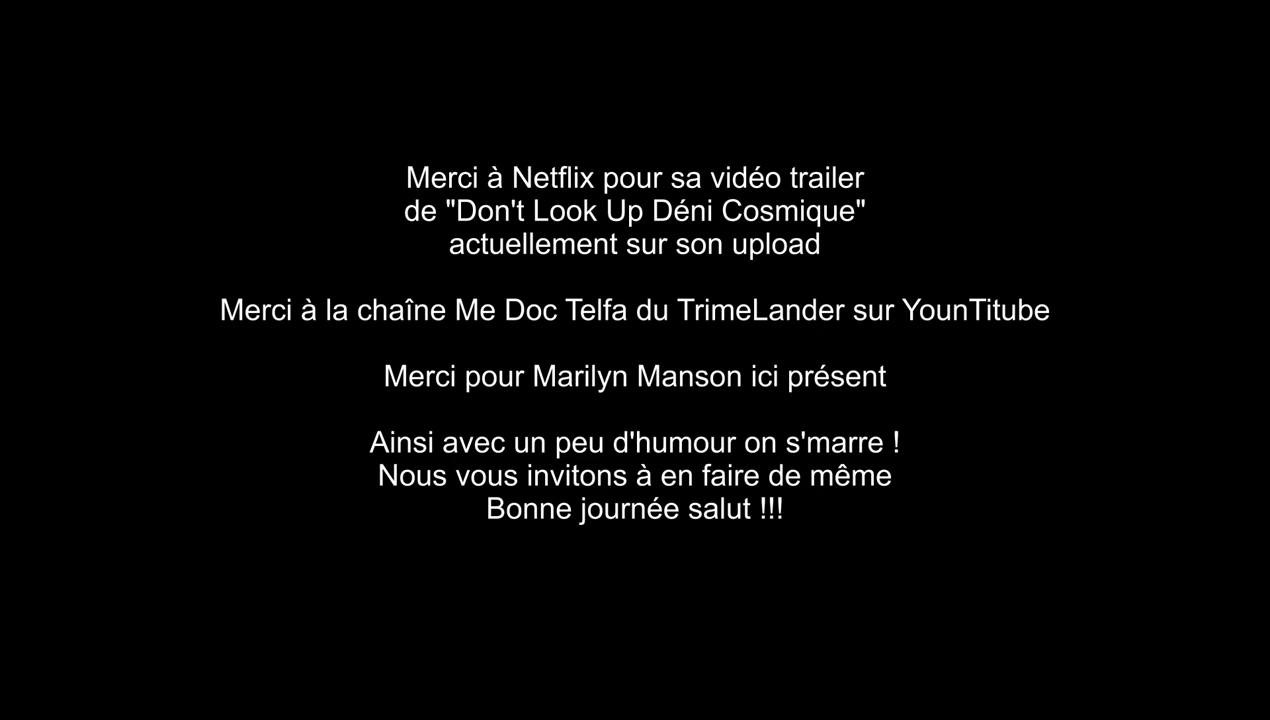 Merci à Netflix pour sa vidéo trailer
de "Don't Look Up Déni Cosmique"
actuellement sur son upload
Merci à la chaîne Me Doc Telfa du TrimeLander sur YounTitube
Merci pour Marilyn Manson ici présent
Ainsi avec un peu d'humour on s'marre !
Nous vous invitons à en faire de même
Bonne journée salut !!!